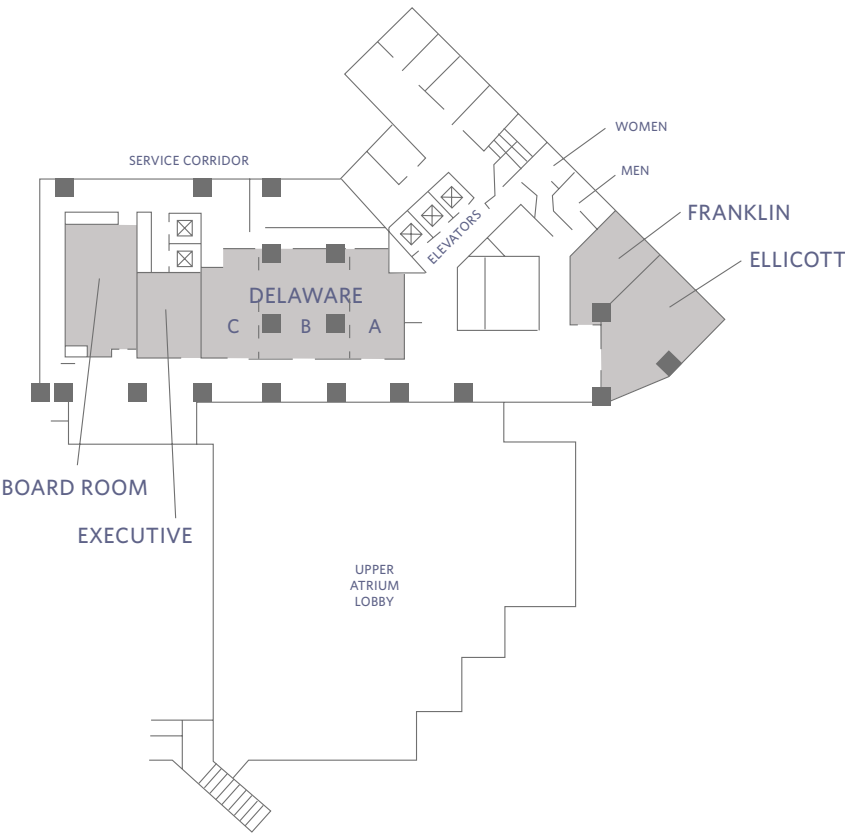 WOMEN
SERVICE CORRIDOR
MEN
FRANKLIN
ELEVATORS
ELLICOTT
DELAWARE
C B A
BOARD ROOM
EXECUTIVE
UPPER
ATRIUM
LOBBY